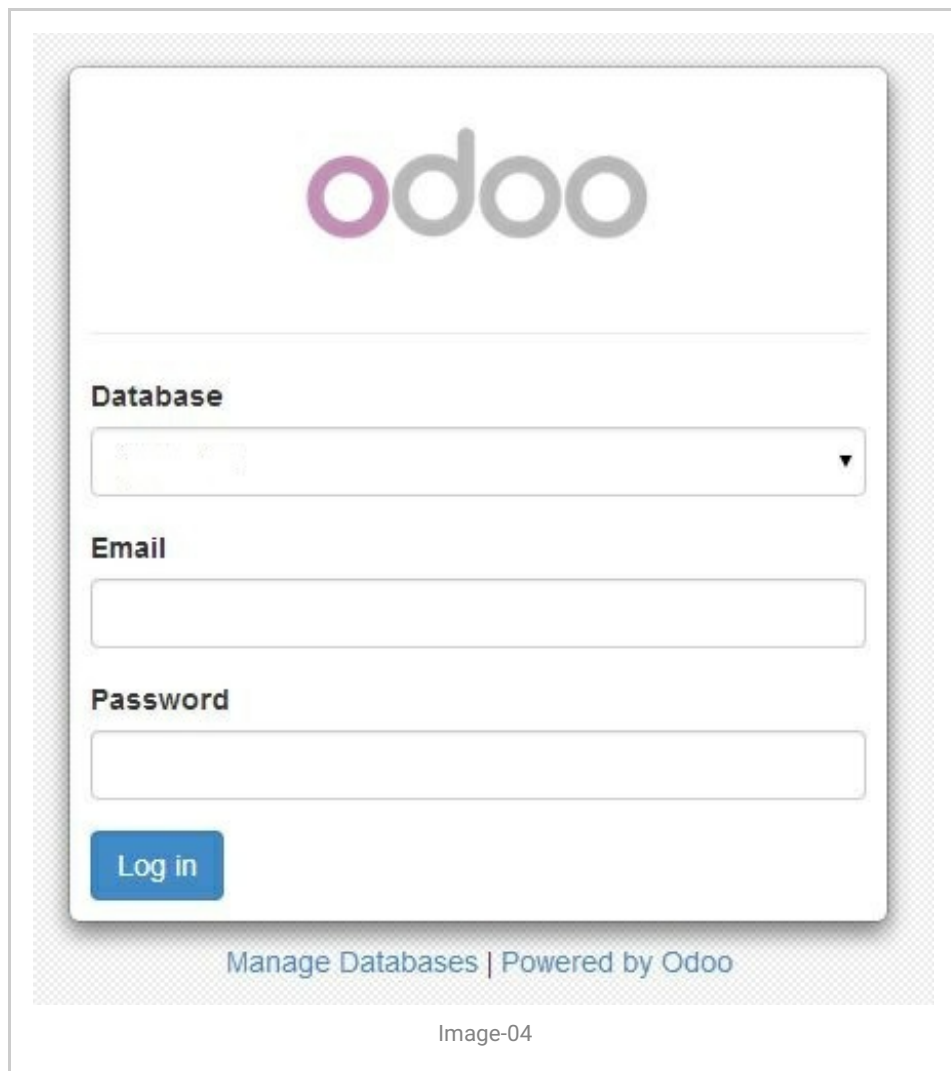 odoo
Database
Email
Password
Log in
Manage Databases | Powered by Odoo
Image-04